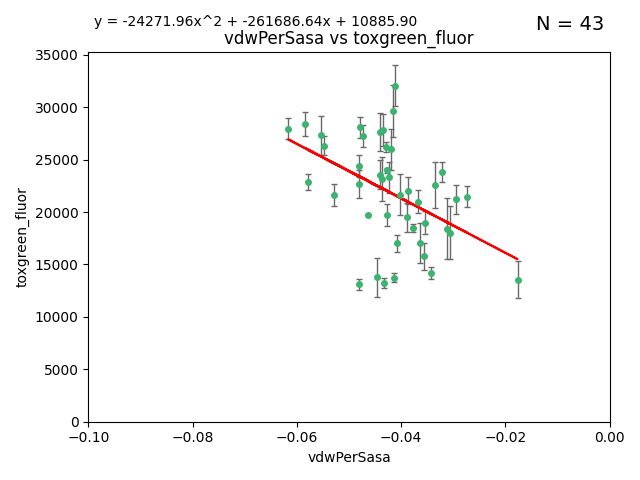 y = -24271.96x^2 + -261686.64x + 10885.90
N = 43
vdwPerSasa vs toxgreen_fluor
35000
30000
25000
20000
15000
10000
5000
0
toxgreen_fluor
−0.10
−0.08
−0.06
−0.04
−0.02
0.00
vdwPerSasa